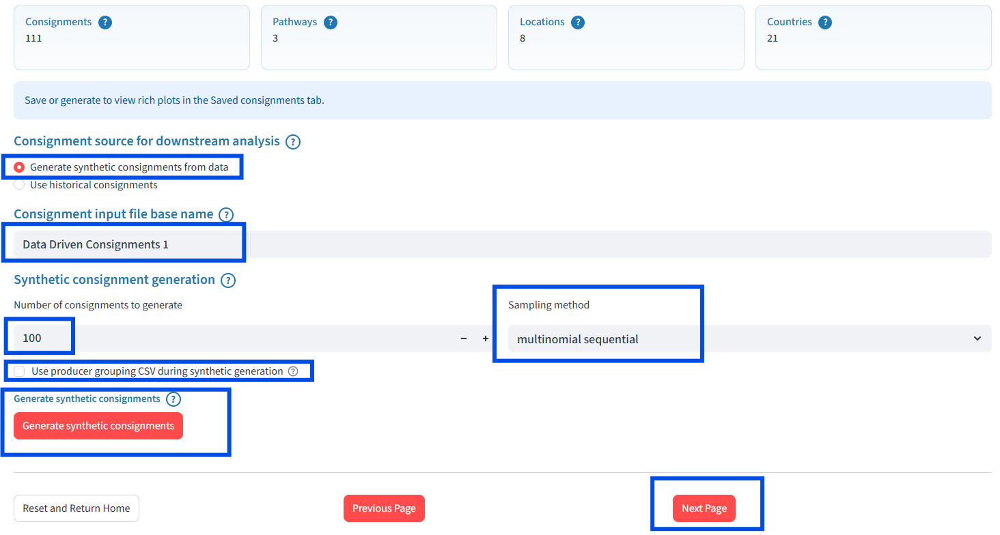 Consignments ?
111
Pathways ?
3
Locations ?
8
Countries ?
21
Save or generate to view rich plots in the Saved consignments tab.
Consignment source for downstream analysis ?
Generate synthetic consignments from data
Use historical consignments
Consignment input file base name ?
Data Driven Consignments 1
Synthetic consignment generation ?
Number of consignments to generate
100 − +
Sampling method
multinomial sequential
Use producer grouping CSV during synthetic generation ?
Generate synthetic consignments ?
Generate synthetic consignments
Reset and Return Home
Previous Page
Next Page